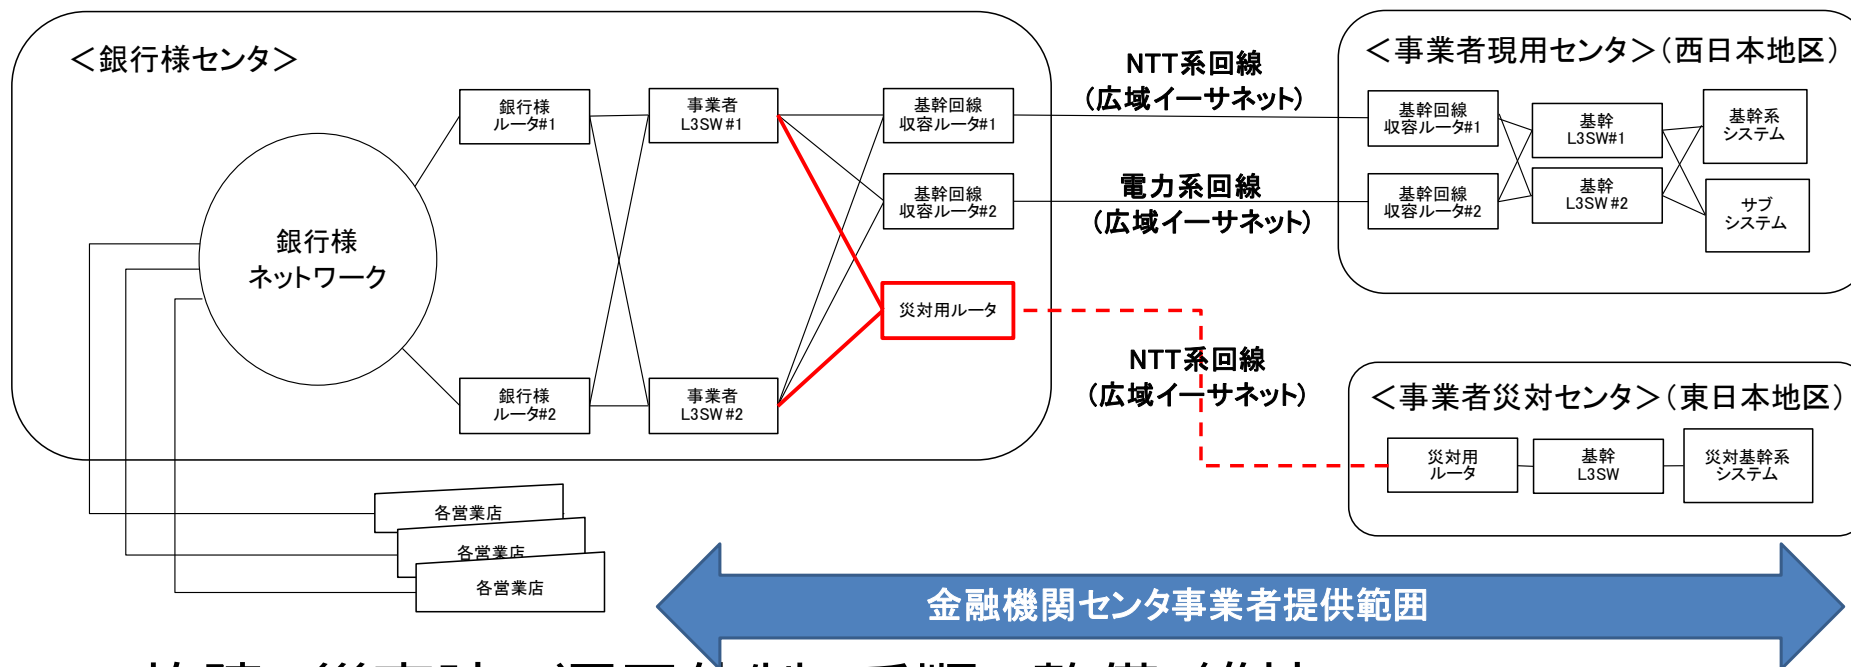 ＜銀行様センタ＞
銀行様
ネットワーク
銀行様
ルータ#1
事業者
L3SW#1
基幹回線
収容ルータ#1
基幹回線
収容ルータ#2
災対用ルータ
銀行様
ルータ#2
事業者
L3SW#2
NTT系回線
(広域イーサネット)
電力系回線
(広域イーサネット)
NTT系回線
(広域イーサネット)
＜事業者現用センタ＞(西日本地区)
基幹回線
収容ルータ#1
基幹
L3SW#1
基幹系
システム
基幹回線
収容ルータ#2
基幹
L3SW#2
サブ
システム
＜事業者災対センタ＞(東日本地区)
災対用
ルータ
基幹
L3SW
災対基幹系
システム
各営業店
各営業店
各営業店
金融機関センタ事業者提供範囲